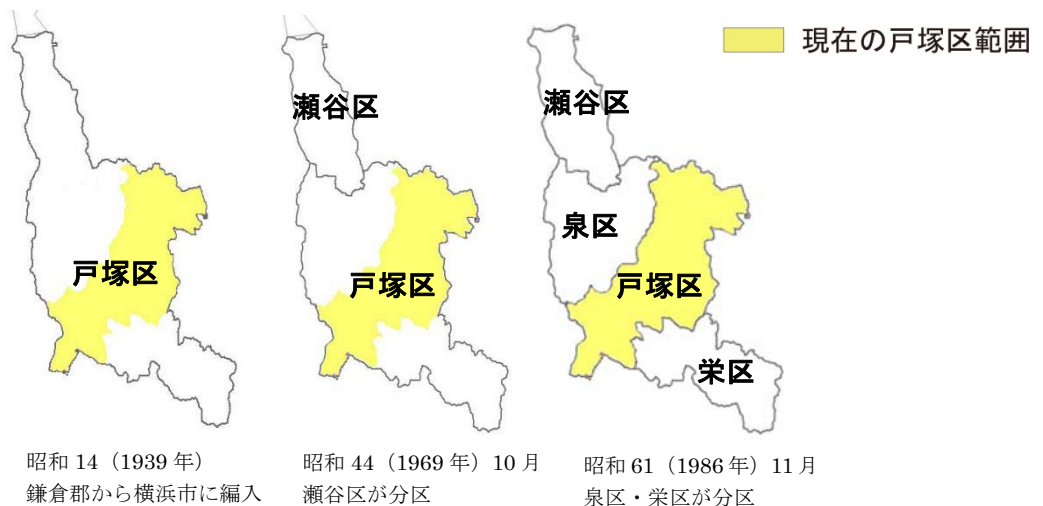 現在の戸塚区範囲
戸塚区
昭和 14（1939 年）
鎌倉郡から横浜市に編入
瀬谷区
戸塚区
昭和 44（1969 年）10 月
瀬谷区が分区
瀬谷区
泉区
戸塚区
栄区
昭和 61（1986 年）11 月
泉区・栄区が分区